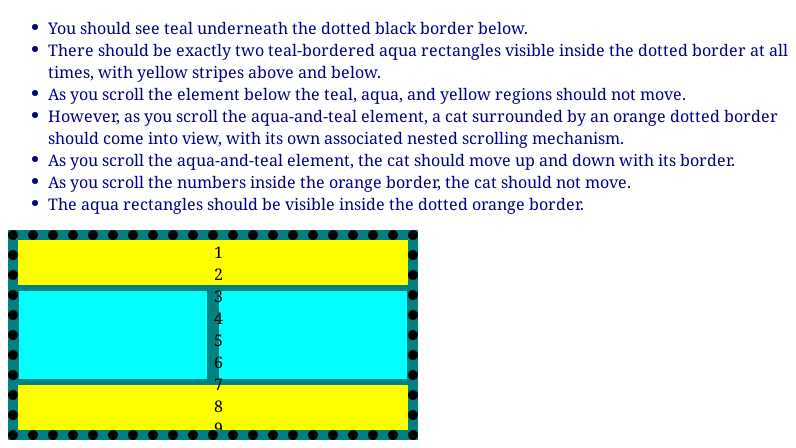 You should see teal underneath the dotted black border below.
There should be exactly two teal-bordered aqua rectangles visible inside the dotted border at all
times, with yellow stripes above and below.
As you scroll the element below the teal, aqua, and yellow regions should not move.
However, as you scroll the aqua-and-teal element, a cat surrounded by an orange dotted border
should come into view, with its own associated nested scrolling mechanism.
As you scroll the aqua-and-teal element, the cat should move up and down with its border.
As you scroll the numbers inside the orange border, the cat should not move.
The aqua rectangles should be visible inside the dotted orange border.
1
2
3
4
5
6
7
8
9